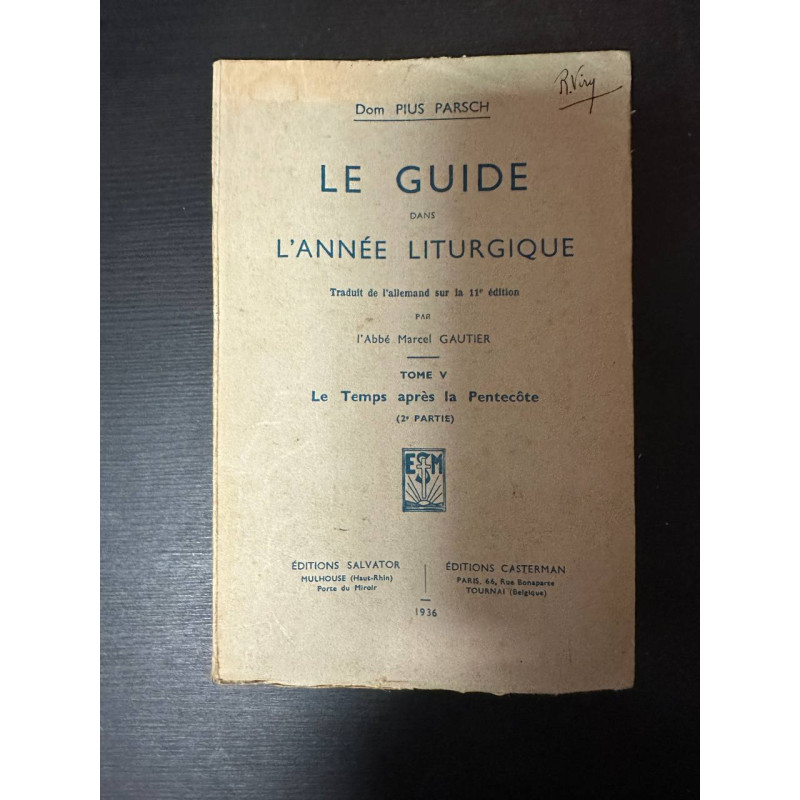 R. Viry
Dom PIUS PARSCH
LE GUIDE
DANS
L'ANNÉE LITURGIQUE
Traduit de l'allemand sur la 11e édition
PAR
l'Abbé Marcel GAUTIER
TOME V
Le Temps après la Pentecôte
(2e PARTIE)
ESM
ÉDITIONS SALVATOR
MULHOUSE (Haut-Rhin)
Porte du Miroir
ÉDITIONS CASTERMAN
PARIS, 66, Rue Bonaparte
TOURNAI (Belgique)
1936